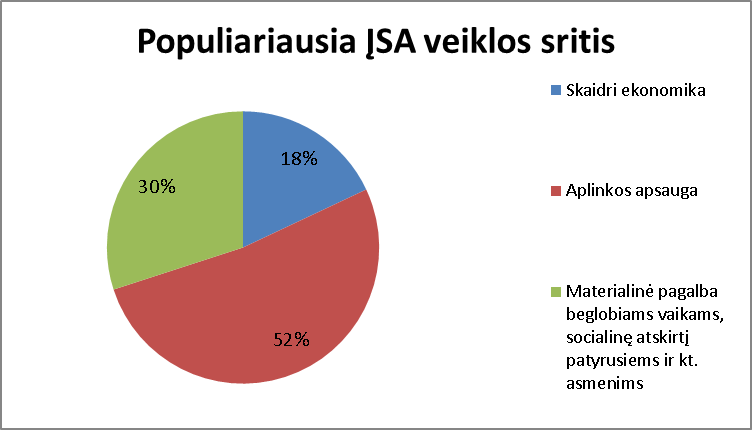 Populiariausia ĮSA veiklos sritis
18%
30%
52%
Skaidri ekonomika
Aplinkos apsauga
Materialinė pagalba
beglobiams vaikams,
socialinę atskirtį
patyrusiems ir kt.
asmenims